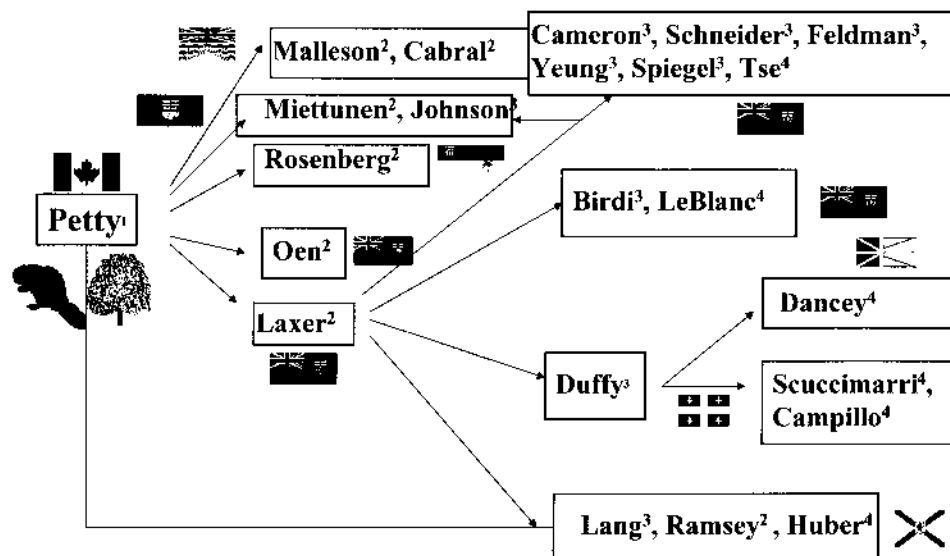 Malleson², Cabral²
Cameron³, Schneider³, Feldman³,
Yeung³, Spiegel³, Tse⁴
Miettunen², Johnson³
Rosenberg²
Petty¹
Birdi³, LeBlanc⁴
Oen²
Laxer²
Dancey⁴
Duffy³
Scuccimarri⁴,
Campillo⁴
Lang³, Ramsey² , Huber⁴